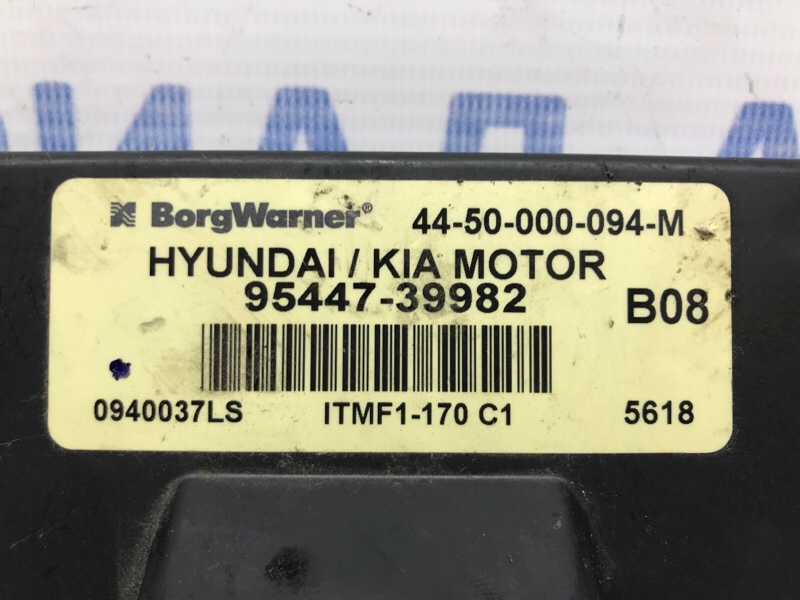 BorgWarner® 44-50-000-094-M
HYUNDAI / KIA MOTOR
95447-39982
B08
0940037LS ITMF1-170 C1 5618